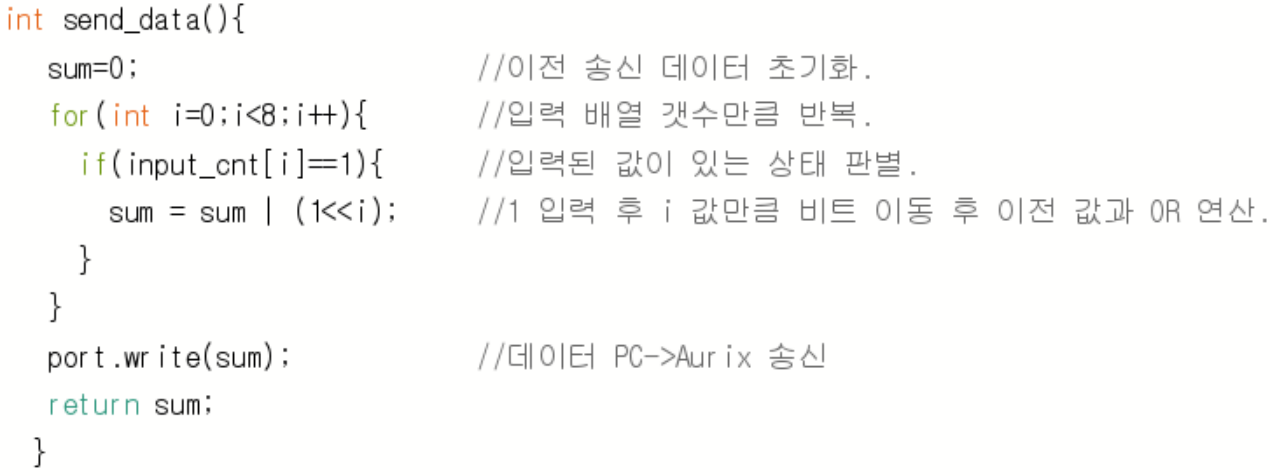 int send_data(){
sum=0; //이전 송신 데이터 초기화.
for(int i=0;i<8;i++){ //입력 배열 갯수만큼 반복.
if(input_cnt[i]==1){ //입력된 값이 있는 상태 판별.
sum = sum | (1<<i); //1 입력 후 i 값만큼 비트 이동 후 이전 값과 OR 연산.
}
}
port.write(sum); //데이터 PC->Aurix 송신
return sum;
}